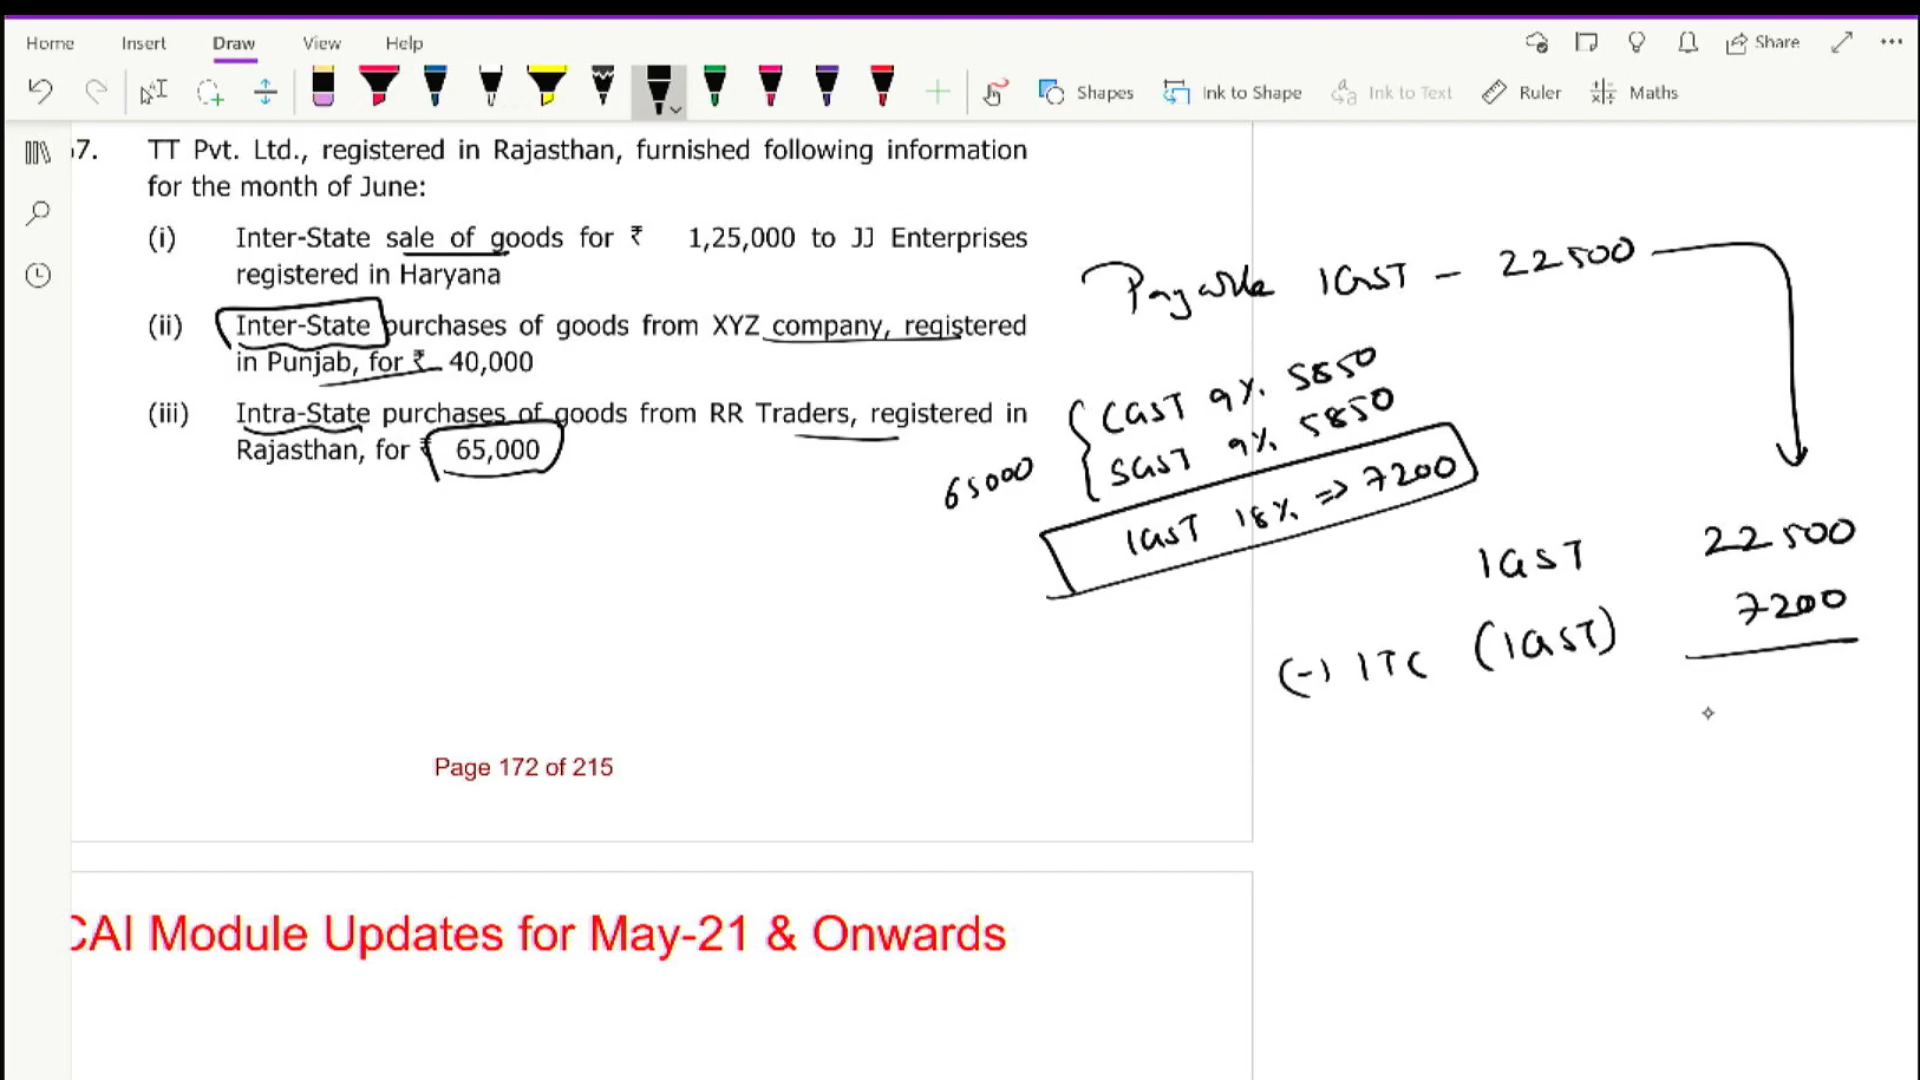 Home Insert Draw View Help Share
Shapes Ink to Shape Ink to Text Ruler Maths
57. TT Pvt. Ltd., registered in Rajasthan, furnished following information
for the month of June:
(i) Inter-State sale of goods for ₹ 1,25,000 to JJ Enterprises
registered in Haryana
(ii) Inter-State purchases of goods from XYZ company, registered
in Punjab, for ₹ 40,000
(iii) Intra-State purchases of goods from RR Traders, registered in
Rajasthan, for ₹ 65,000
Payable IGST - 22500
65000
CGST 9% 5850
SGST 9% 5850
IGST 18% => 7200
IGST 22500
(-) ITC (IGST) 7200
Page 172 of 215
CAI Module Updates for May-21 & Onwards